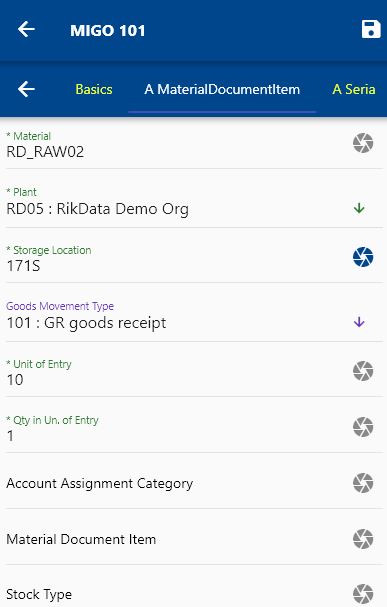 MIGO 101
Basics
A MaterialDocumentItem
A Seria
* Material
RD_RAW02
* Plant
RD05 : RikData Demo Org
* Storage Location
171S
Goods Movement Type
101 : GR goods receipt
* Unit of Entry
10
* Qty in Un. of Entry
1
Account Assignment Category
Material Document Item
Stock Type